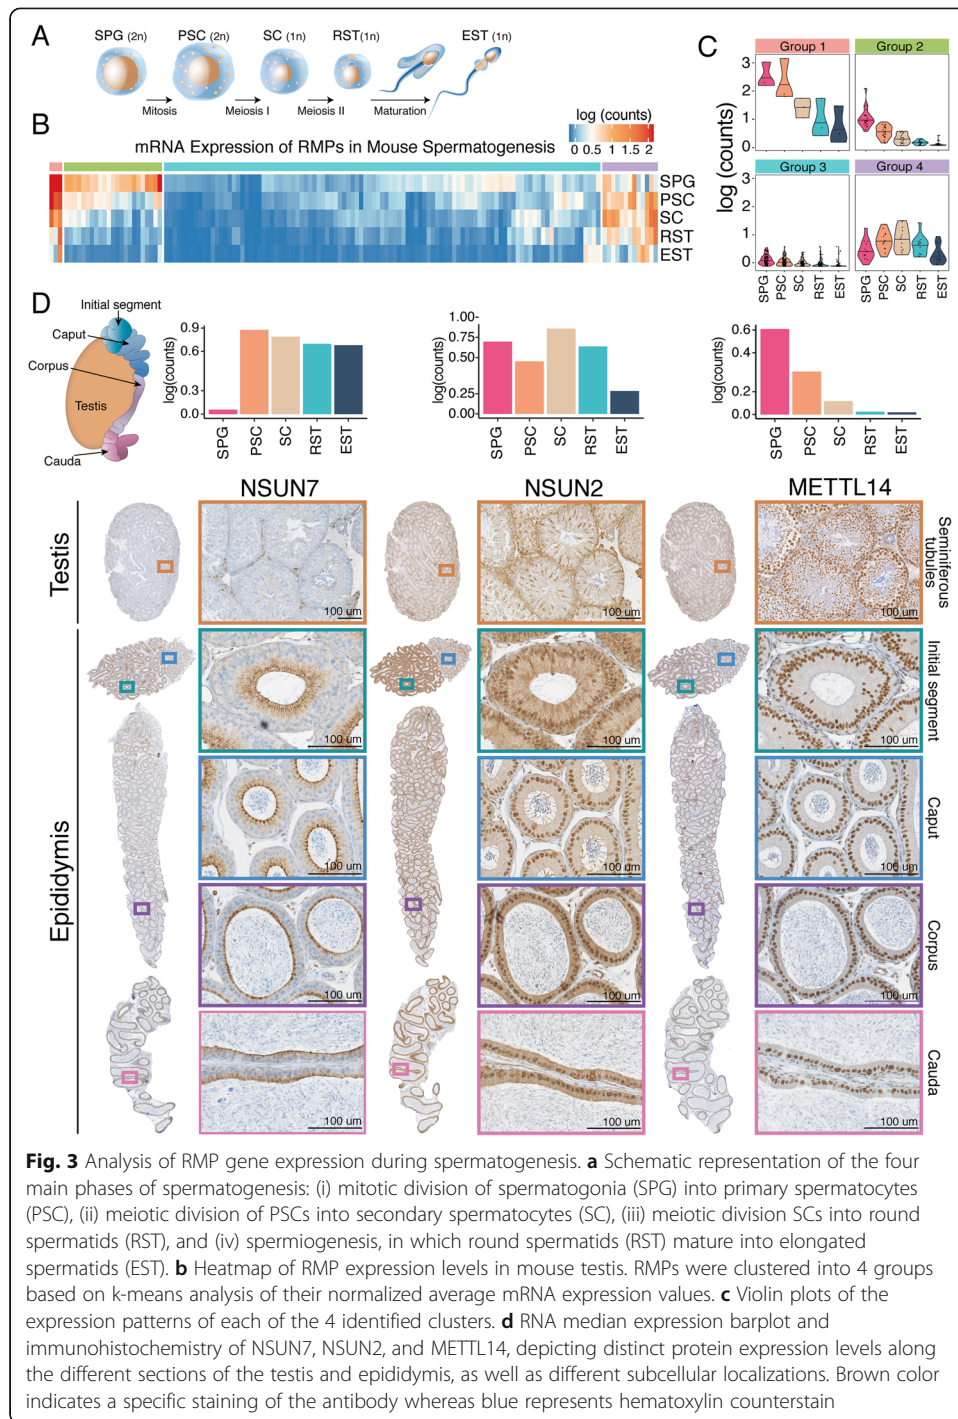 A
SPG (2n)
PSC (2n)
SC (1n)
RST(1n)
EST (1n)
Mitosis
Meiosis I
Meiosis II
Maturation
B
log (counts)
0 0.5 1 1.5 2
mRNA Expression of RMPs in Mouse Spermatogenesis
SPG
PSC
SC
RST
EST
C
Group 1
Group 2
3
2
1
0
Group 3
Group 4
3
2
1
0
log (counts)
SPG
PSC
SC
RST
EST
SPG
PSC
SC
RST
EST
D
Initial segment
Caput
Corpus
Testis
Cauda
log(counts)
0.9
0.6
0.3
0.0
SPG
PSC
SC
RST
EST
log(counts)
1.00
0.75
0.50
0.25
0.00
SPG
PSC
SC
RST
EST
log(counts)
0.6
0.4
0.2
0.0
SPG
PSC
SC
RST
EST
NSUN7
NSUN2
METTL14
Testis
100 um
100 um
100 um
Seminiferous
tubules
Epididymis
100 um
100 um
100 um
Initial segment
100 um
100 um
100 um
Caput
100 um
100 um
100 um
Corpus
100 um
100 um
100 um
Cauda
Fig. 3 Analysis of RMP gene expression during spermatogenesis. a Schematic representation of the four
main phases of spermatogenesis: (i) mitotic division of spermatogonia (SPG) into primary spermatocytes
(PSC), (ii) meiotic division of PSCs into secondary spermatocytes (SC), (iii) meiotic division SCs into round
spermatids (RST), and (iv) spermiogenesis, in which round spermatids (RST) mature into elongated
spermatids (EST). b Heatmap of RMP expression levels in mouse testis. RMPs were clustered into 4 groups
based on k-means analysis of their normalized average mRNA expression values. c Violin plots of the
expression patterns of each of the 4 identified clusters. d RNA median expression barplot and
immunohistochemistry of NSUN7, NSUN2, and METTL14, depicting distinct protein expression levels along
the different sections of the testis and epididymis, as well as different subcellular localizations. Brown color
indicates a specific staining of the antibody whereas blue represents hematoxylin counterstain